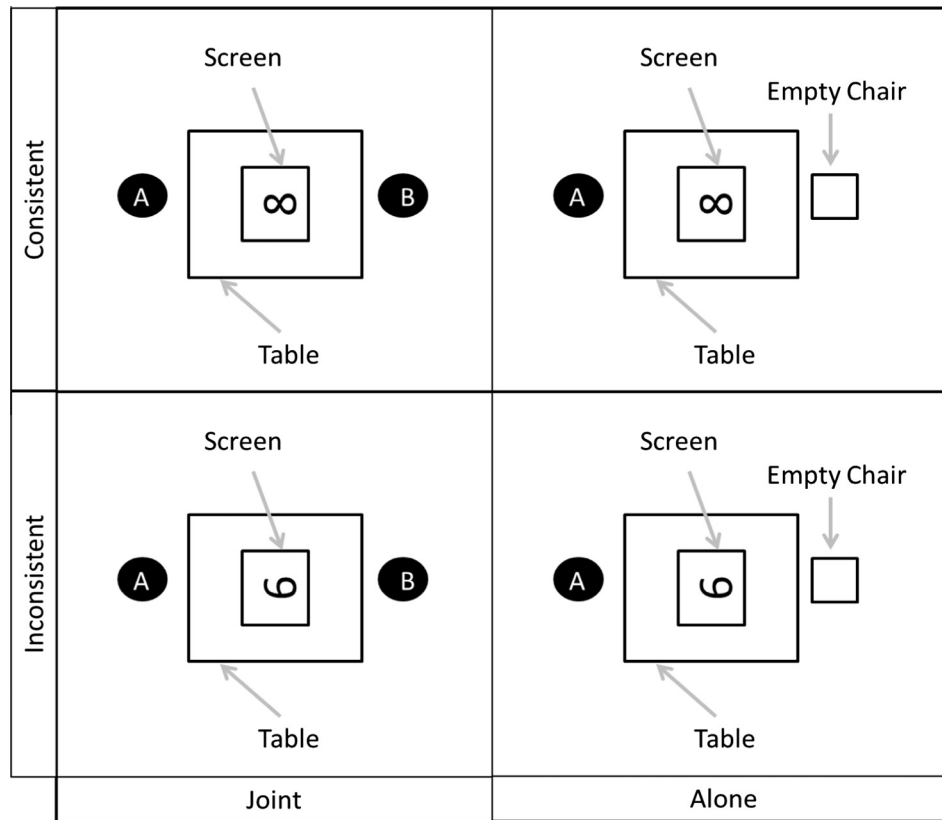 Consistent
Screen
8
A
B
Table
Screen
Empty Chair
8
A
Table
Inconsistent
Screen
6
A
B
Table
Screen
Empty Chair
6
A
Table
Joint
Alone